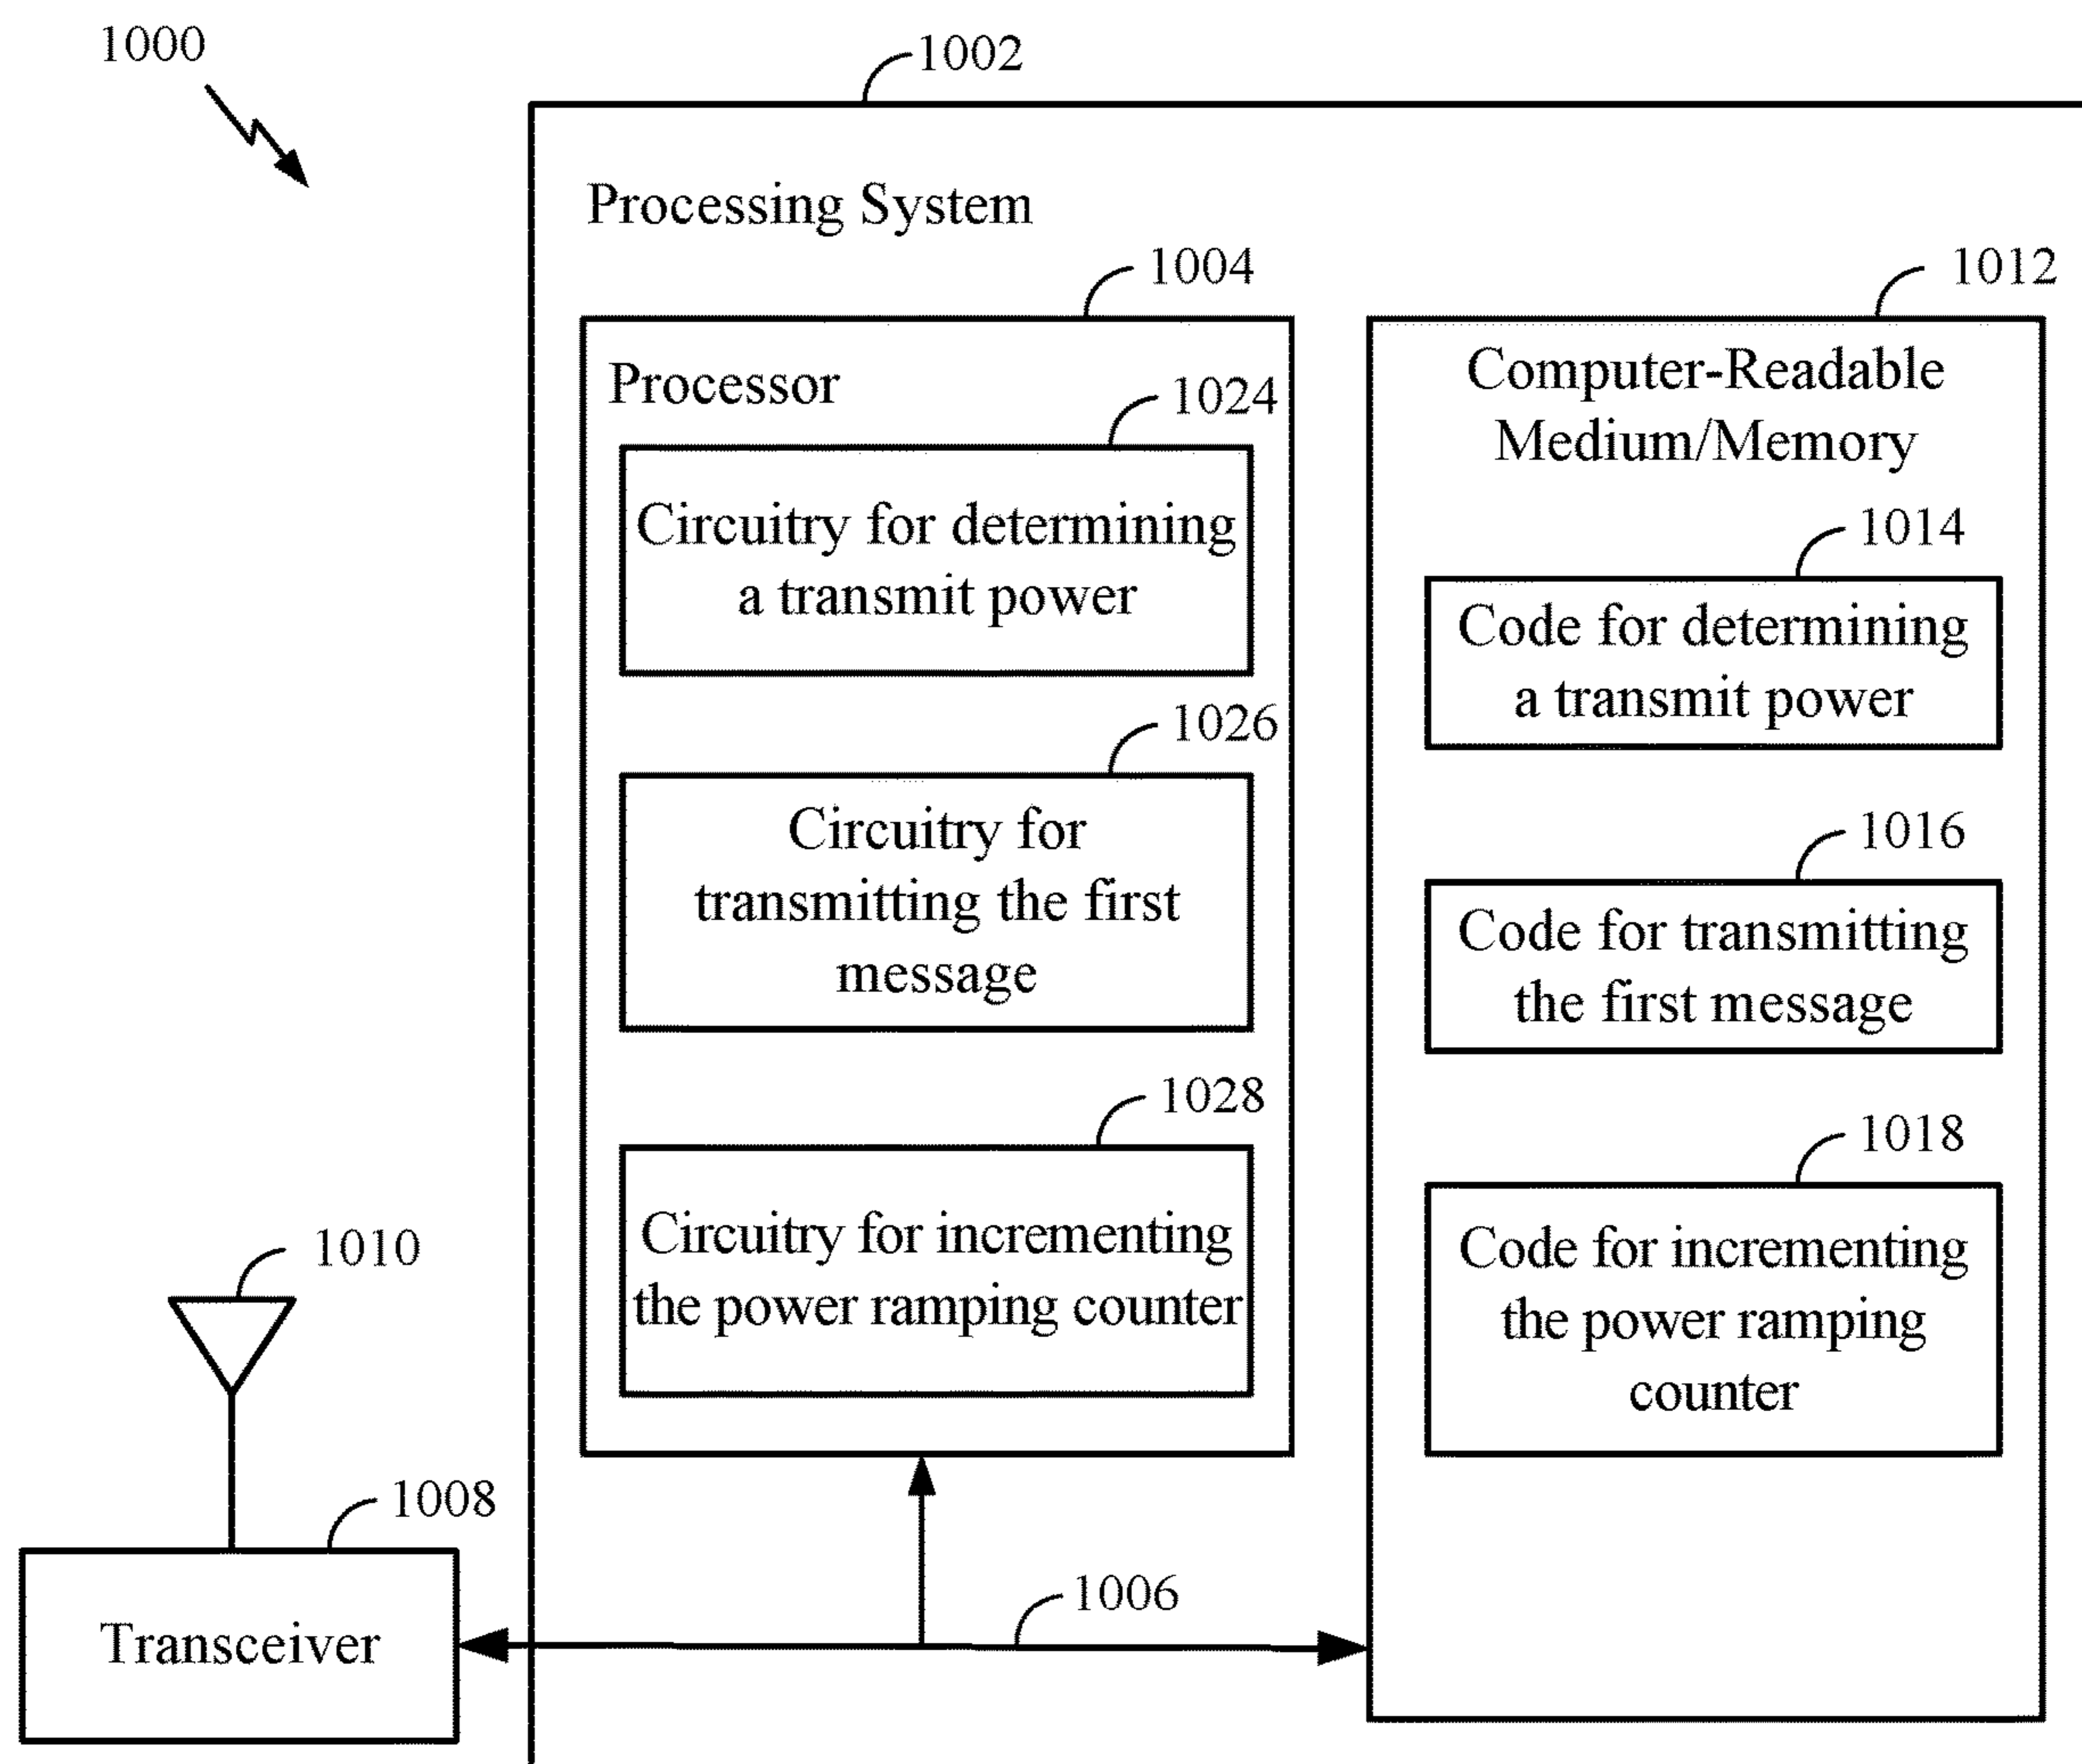 1000
1002
Processing System
1004
1012
Processor
Computer-Readable
Medium/Memory
1024
Circuitry for determining
a transmit power
1014
Code for determining
a transmit power
1026
Circuitry for
transmitting the first
message
1016
Code for transmitting
the first message
1028
Circuitry for incrementing
the power ramping counter
1018
Code for incrementing
the power ramping
counter
1010
1008
Transceiver
1006